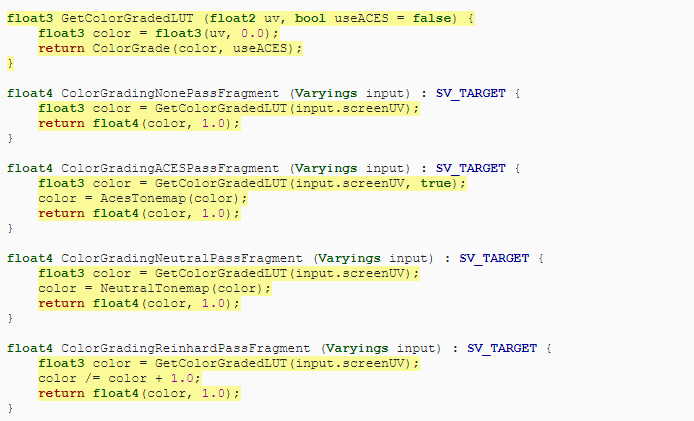 float3 GetColorGradedLUT (float2 uv, bool useACES = false) {
    float3 color = float3(uv, 0.0);
    return ColorGrade(color, useACES);
}

float4 ColorGradingNonePassFragment (Varyings input) : SV_TARGET {
    float3 color = GetColorGradedLUT(input.screenUV);
    return float4(color, 1.0);
}

float4 ColorGradingACESPassFragment (Varyings input) : SV_TARGET {
    float3 color = GetColorGradedLUT(input.screenUV, true);
    color = AcesTonemap(color);
    return float4(color, 1.0);
}

float4 ColorGradingNeutralPassFragment (Varyings input) : SV_TARGET {
    float3 color = GetColorGradedLUT(input.screenUV);
    color = NeutralTonemap(color);
    return float4(color, 1.0);
}

float4 ColorGradingReinhardPassFragment (Varyings input) : SV_TARGET {
    float3 color = GetColorGradedLUT(input.screenUV);
    color /= color + 1.0;
    return float4(color, 1.0);
}